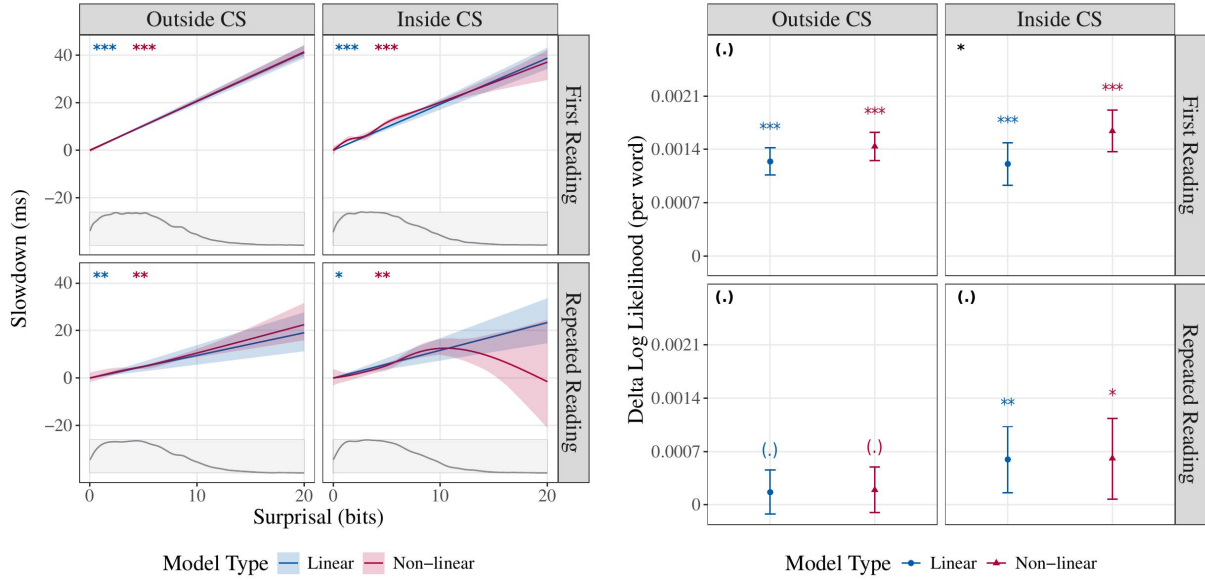 Outside CS
Inside CS
Slowdown (ms)
40
20
0
−20
***
***
***
***
First Reading
40
20
0
−20
**
**
*
**
Repeated Reading
0
10
20
0
10
20
Surprisal (bits)
Model Type
Linear
Non−linear
Outside CS
Inside CS
Delta Log Likelihood (per word)
(.)
*
0.0021
0.0014
0.0007
0
***
***
***
***
First Reading
(.)
(.)
0.0021
0.0014
0.0007
0
(.)
(.)
**
*
Repeated Reading
Model Type
Linear
Non−linear